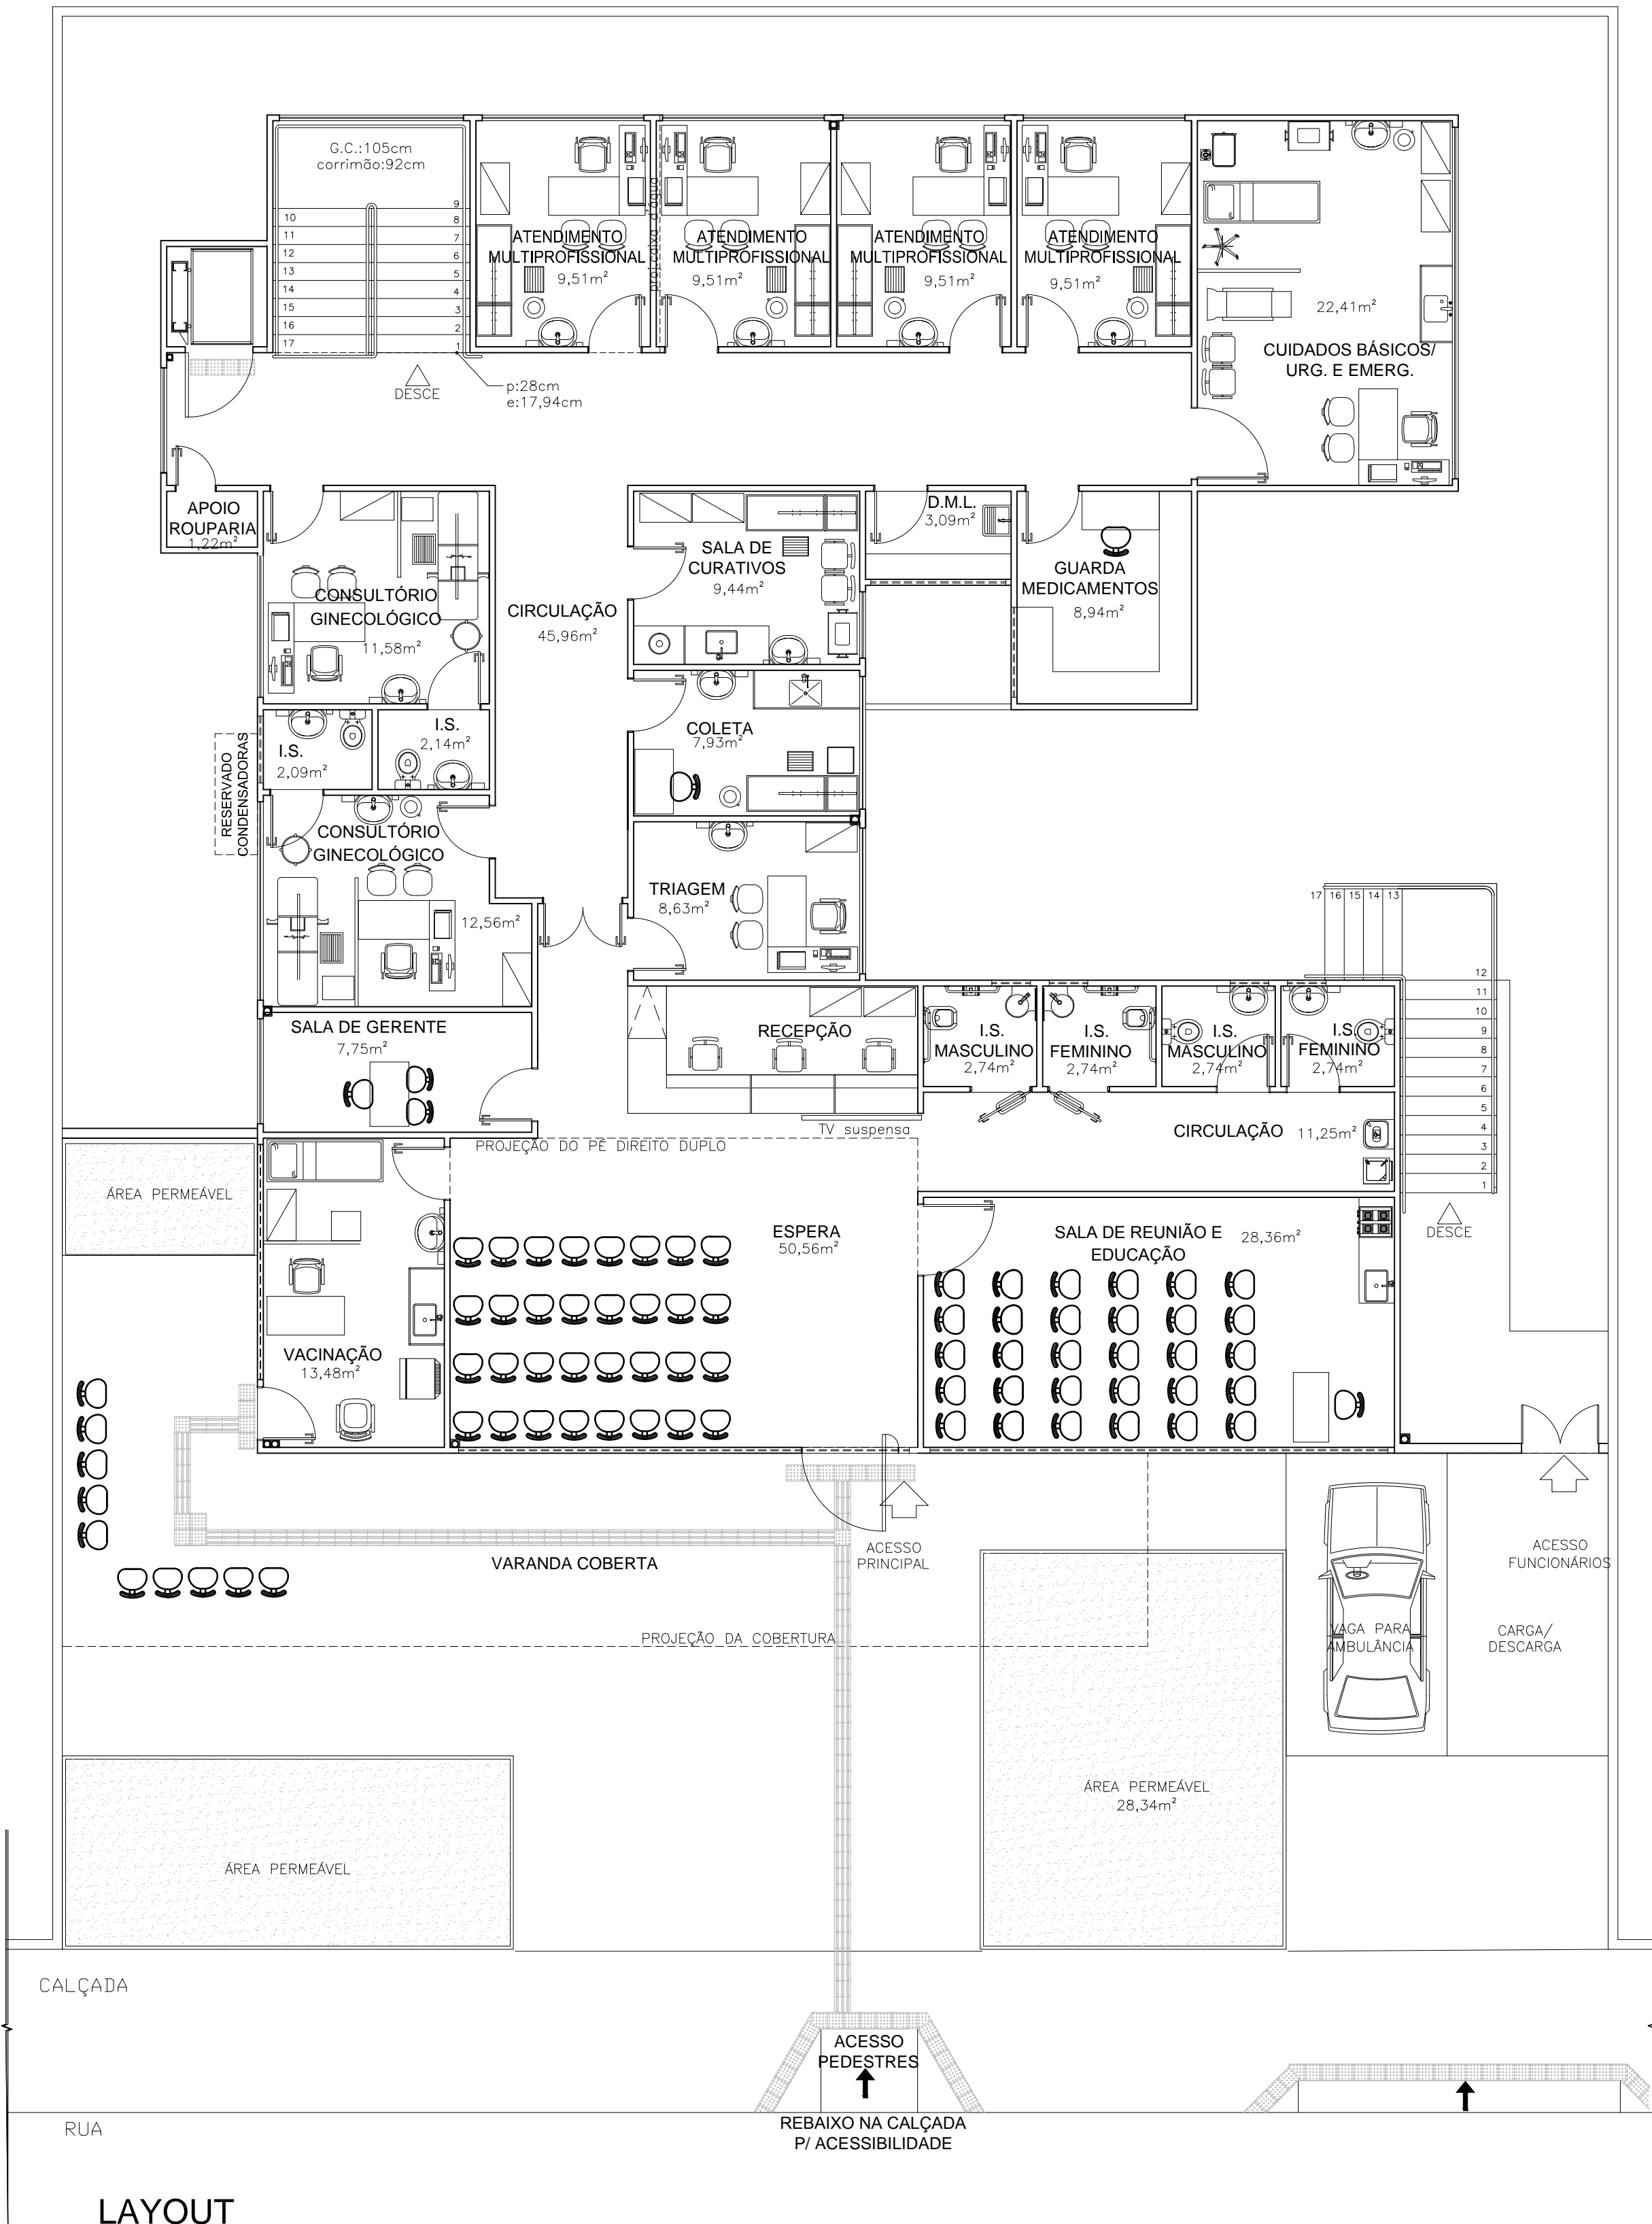 G.C.:105cm
corrimão:92cm
9
10
8
11
7
12
6
13
5
14
4
15
3
16
2
17
1
DESCE
p:28cm
e:17,94cm
ATENDIMENTO
MULTIPROFISSIONAL
9,51m²
proj.caixa d'água
ATENDIMENTO
MULTIPROFISSIONAL
9,51m²
ATENDIMENTO
MULTIPROFISSIONAL
9,51m²
ATENDIMENTO
MULTIPROFISSIONAL
9,51m²
22,41m²
CUIDADOS BÁSICOS/
URG. E EMERG.
APOIO
ROUPARIA
1,22m²
CONSULTÓRIO
GINECOLÓGICO
11,58m²
CIRCULAÇÃO
45,96m²
SALA DE
CURATIVOS
9,44m²
D.M.L.
3,09m²
GUARDA
MEDICAMENTOS
8,94m²
I.S.
2,09m²
I.S.
2,14m²
COLETA
7,93m²
RESERVADO
CONDENSADORAS
CONSULTÓRIO
GINECOLÓGICO
12,56m²
TRIAGEM
8,63m²
17 16 15 14 13
12
11
10
9
8
7
6
5
4
3
2
1
DESCE
SALA DE GERENTE
7,75m²
RECEPÇÃO
I.S.
MASCULINO
2,74m²
I.S.
FEMININO
2,74m²
I.S.
MASCULINO
2,74m²
I.S.
FEMININO
2,74m²
TV suspensa
CIRCULAÇÃO 11,25m²
PROJEÇÃO DO PÉ DIREITO DUPLO
ÁREA PERMEÁVEL
ESPERA
50,56m²
SALA DE REUNIÃO E
EDUCAÇÃO
28,36m²
VACINAÇÃO
13,48m²
ACESSO
PRINCIPAL
VARANDA COBERTA
ACESSO
FUNCIONÁRIOS
PROJEÇÃO DA COBERTURA
VAGA PARA
AMBULÂNCIA
CARGA/
DESCARGA
ÁREA PERMEÁVEL
28,34m²
ÁREA PERMEÁVEL
CALÇADA
ACESSO
PEDESTRES
RUA
REBAIXO NA CALÇADA
P/ ACESSIBILIDADE
LAYOUT